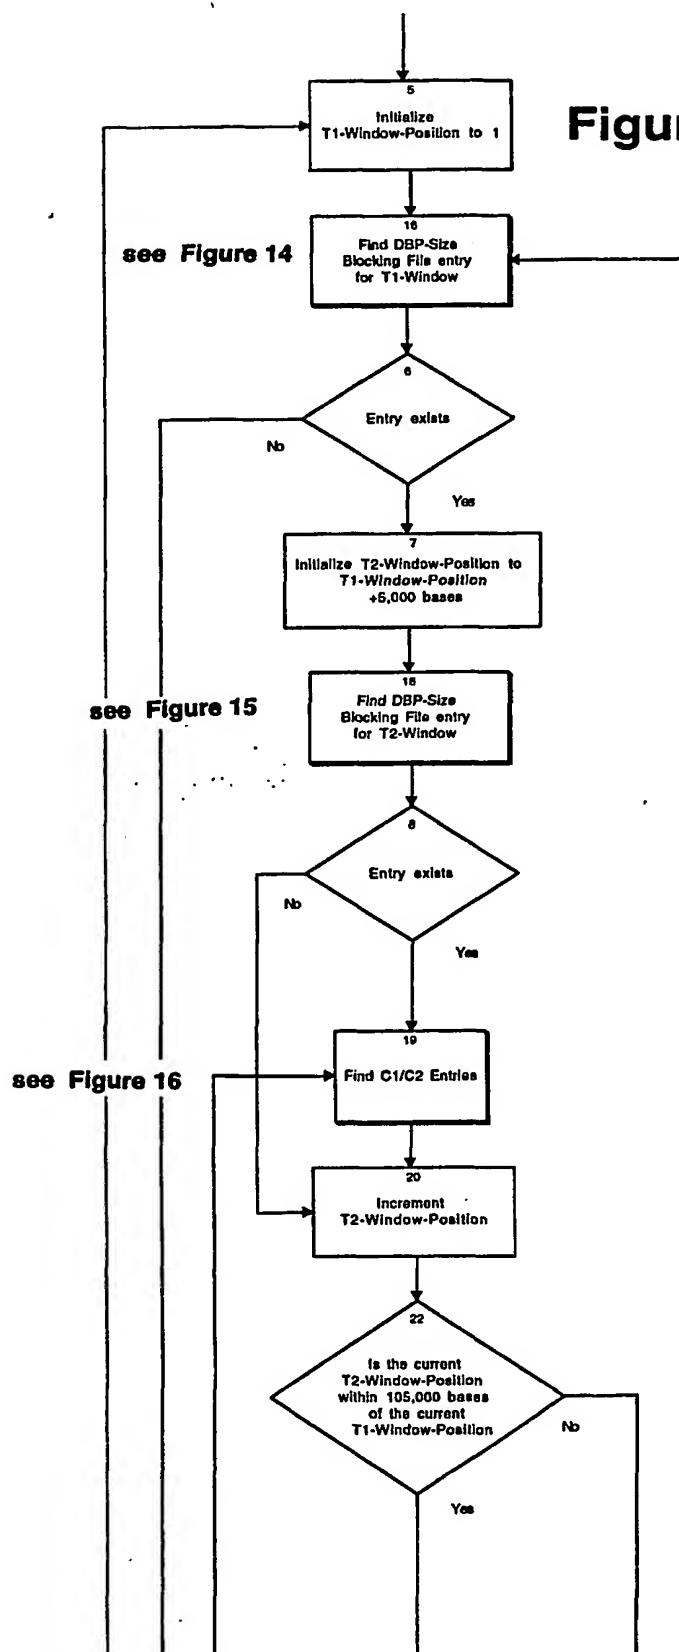 5
Initialize
T1-Window-Position to 1
Figur
16
see Figure 14
Find DBP-Size
Blocking File entry
for T1-Window
6
Entry exists
No
Yes
7
Initialize T2-Window-Position to
T1-Window-Position
+5,000 bases
18
see Figure 15
Find DBP-Size
Blocking File entry
for T2-Window
8
Entry exists
No
Yes
19
see Figure 16
Find C1/C2 Entries
20
Increment
T2-Window-Position
22
Is the current
T2-Window-Position
within 105,000 bases
of the current
T1-Window-Position
No
Yes